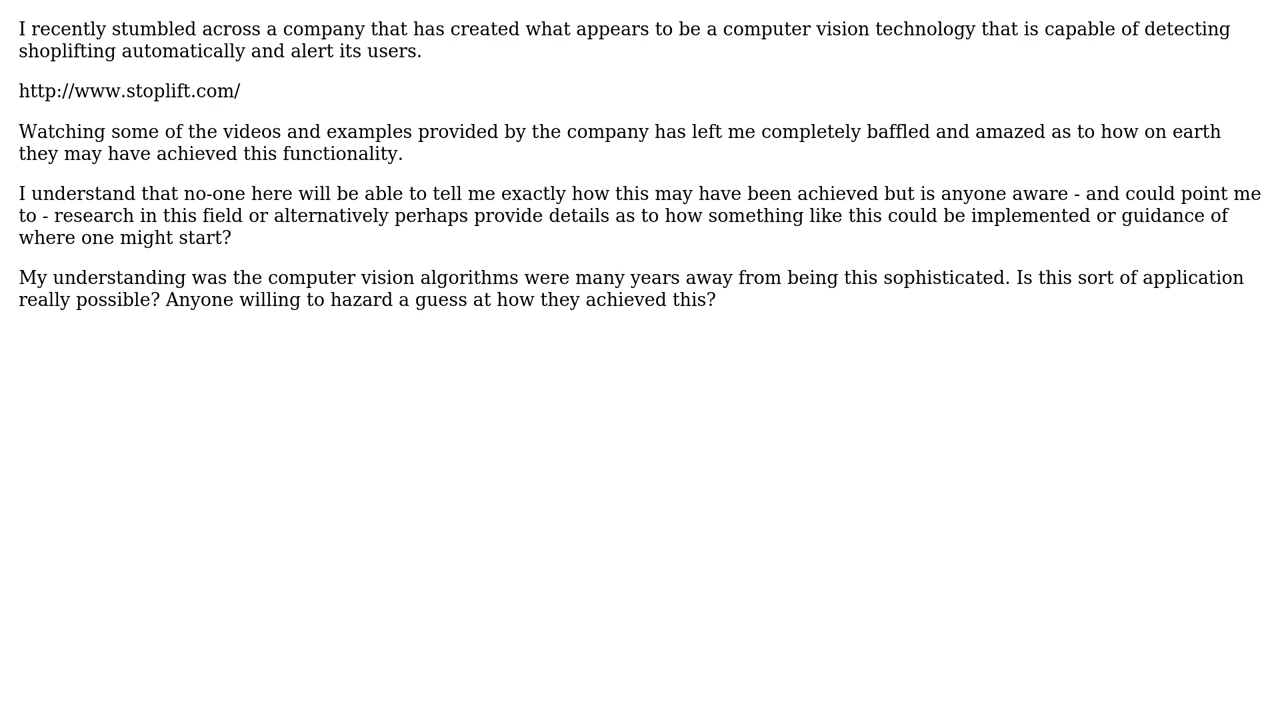 I recently stumbled across a company that has created what appears to be a computer vision technology that is capable of detecting
shoplifting automatically and alert its users.
http://www.stoplift.com/
Watching some of the videos and examples provided by the company has left me completely baffled and amazed as to how on earth
they may have achieved this functionality.
I understand that no-one here will be able to tell me exactly how this may have been achieved but is anyone aware - and could point me
to - research in this field or alternatively perhaps provide details as to how something like this could be implemented or guidance of
where one might start?
My understanding was the computer vision algorithms were many years away from being this sophisticated. Is this sort of application
really possible? Anyone willing to hazard a guess at how they achieved this?